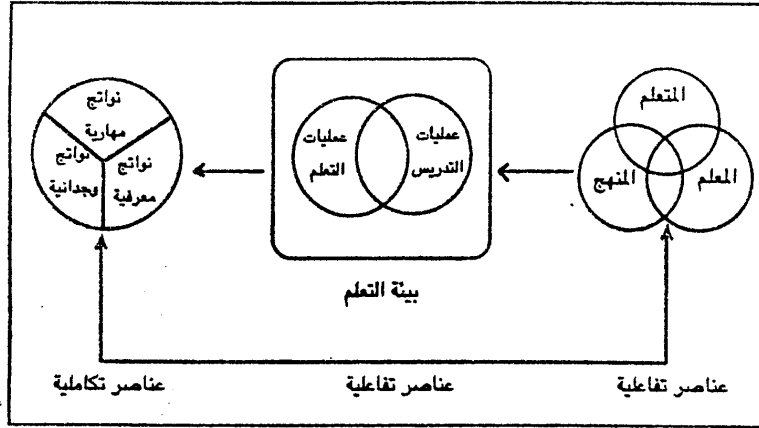 المتعلم
المعلم
المنهج
عمليات
التدريس
عمليات
التعلم
بيئة التعلم
نواتج
مهارية
نواتج
معرفية
نواتج
وجدانية
عناصر تفاعلية
عناصر تفاعلية
عناصر تكاملية